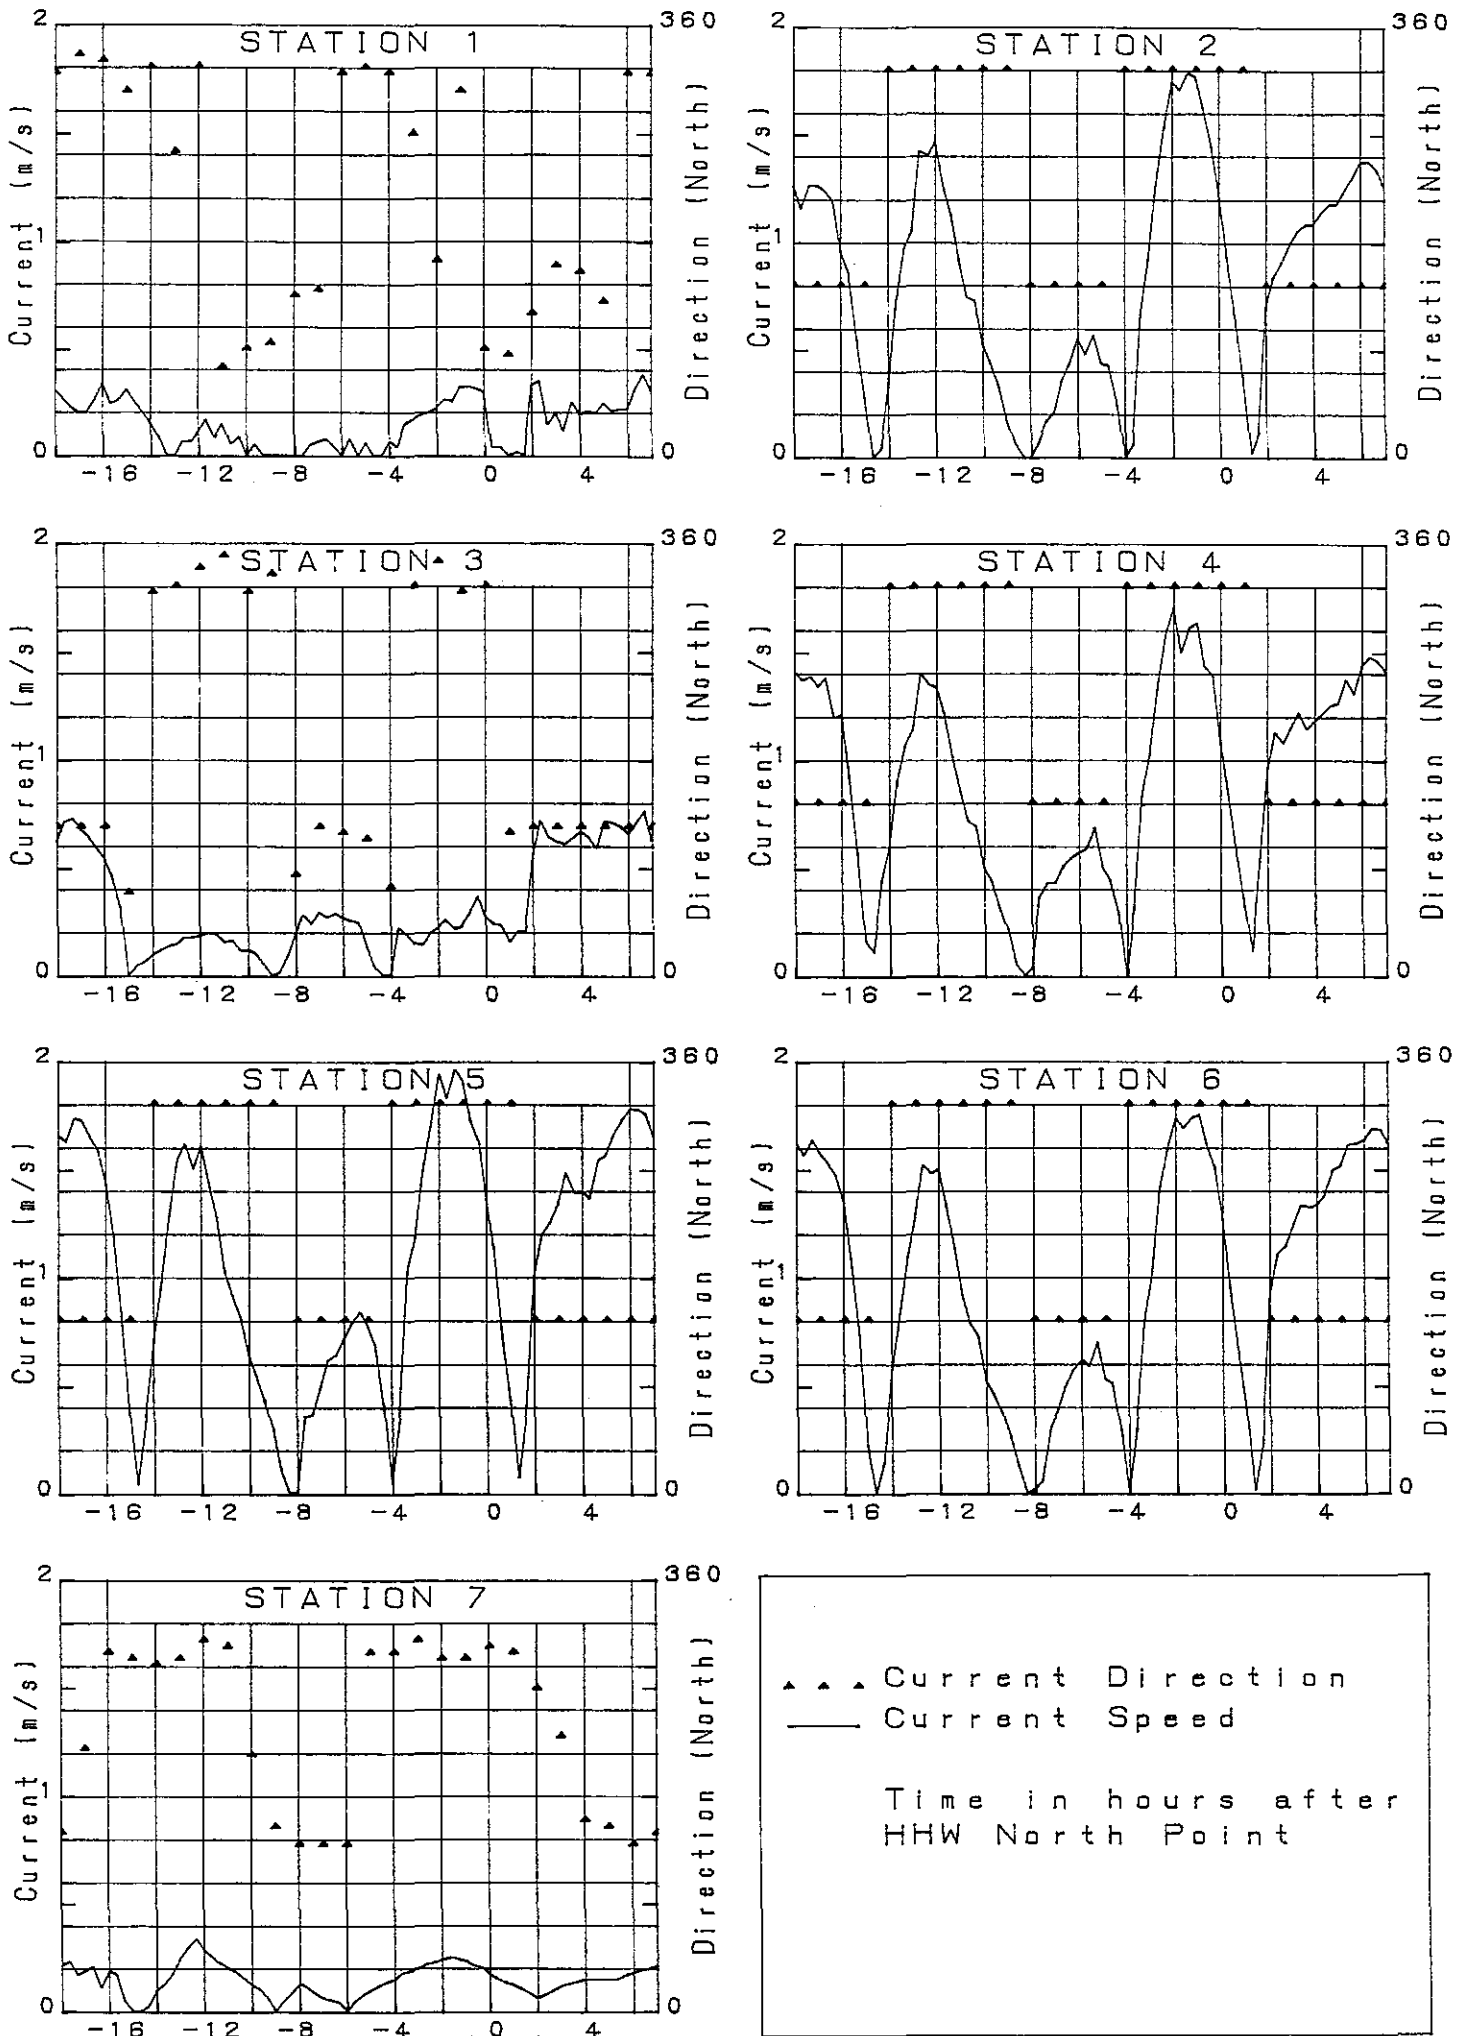 2 STATION 1 360 2 STATION 2 360
Current (m/s) 1 Direction (North) Current (m/s) 1 Direction (North)
0 0 0 0
-16 -12 -8 -4 0 4 -16 -12 -8 -4 0 4
2 STATION 3 360 2 STATION 4 360
Current (m/s) 1 Direction (North) Current (m/s) 1 Direction (North)
0 0 0 0
-16 -12 -8 -4 0 4 -16 -12 -8 -4 0 4
2 STATION 5 360 2 STATION 6 360
Current (m/s) 1 Direction (North) Current (m/s) 1 Direction (North)
0 0 0 0
-16 -12 -8 -4 0 4 -16 -12 -8 -4 0 4
2 STATION 7 360
Current (m/s) 1 Direction (North)
0 0
-16 -12 -8 -4 0 4
Current Direction
Current Speed
Time in hours after
HHW North Point